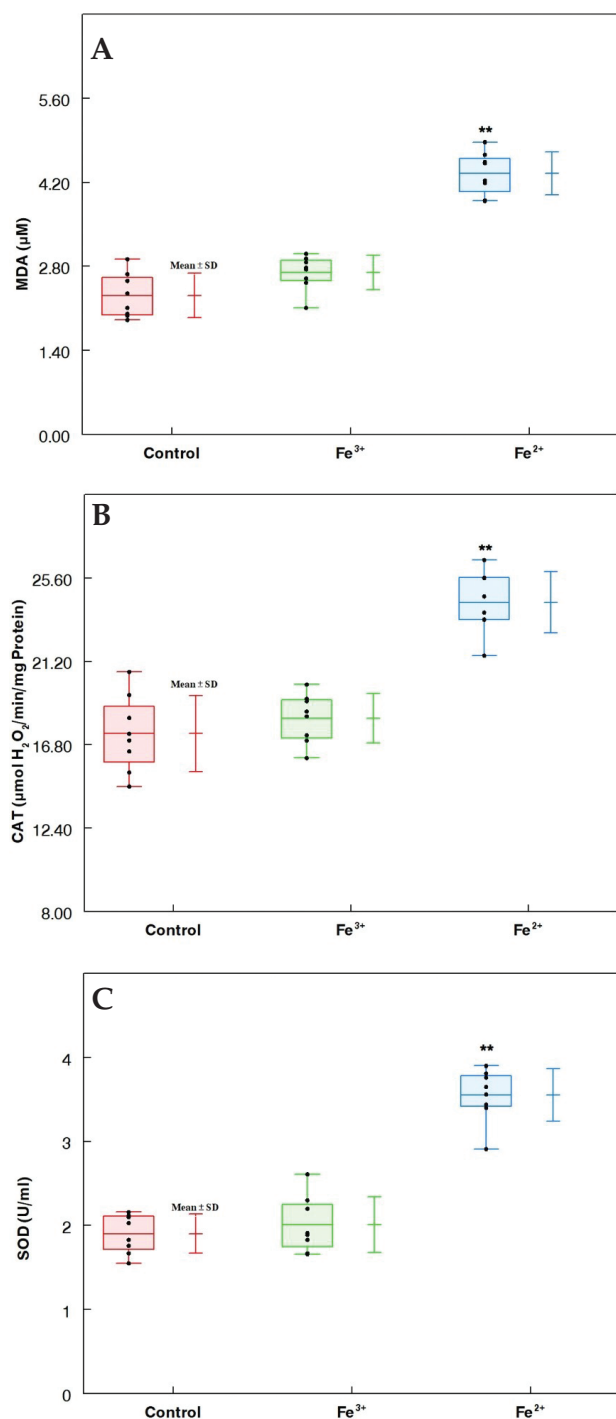 A
5.60
**
4.20
MDA (µM)
Mean ± SD
2.80
1.40
0.00
Control
Fe³⁺
Fe²⁺
B
**
25.60
CAT (µmol H₂O₂/min/mg Protein)
21.20
Mean ± SD
16.80
12.40
8.00
Control
Fe³⁺
Fe²⁺
C
**
4
3
SOD (U/ml)
Mean ± SD
2
1
0
Control
Fe³⁺
Fe²⁺